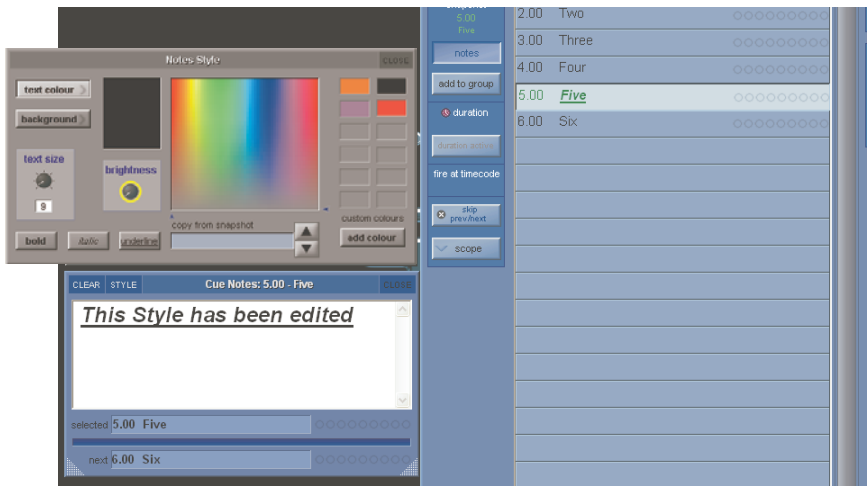 Notes Style
CLOSE
text colour
background
text size
9
brightness
bold
italic
underline
copy from snapshot
custom colours
add colour
CLEAR
STYLE
Cue Notes: 5.00 - Five
CLOSE
This Style has been edited
selected
5.00 Five
next
6.00 Six
5.00
Five
notes
add to group
duration
duration active
fire at timecode
skip
prev/next
scope
2.00 Two
3.00 Three
4.00 Four
5.00 Five
6.00 Six